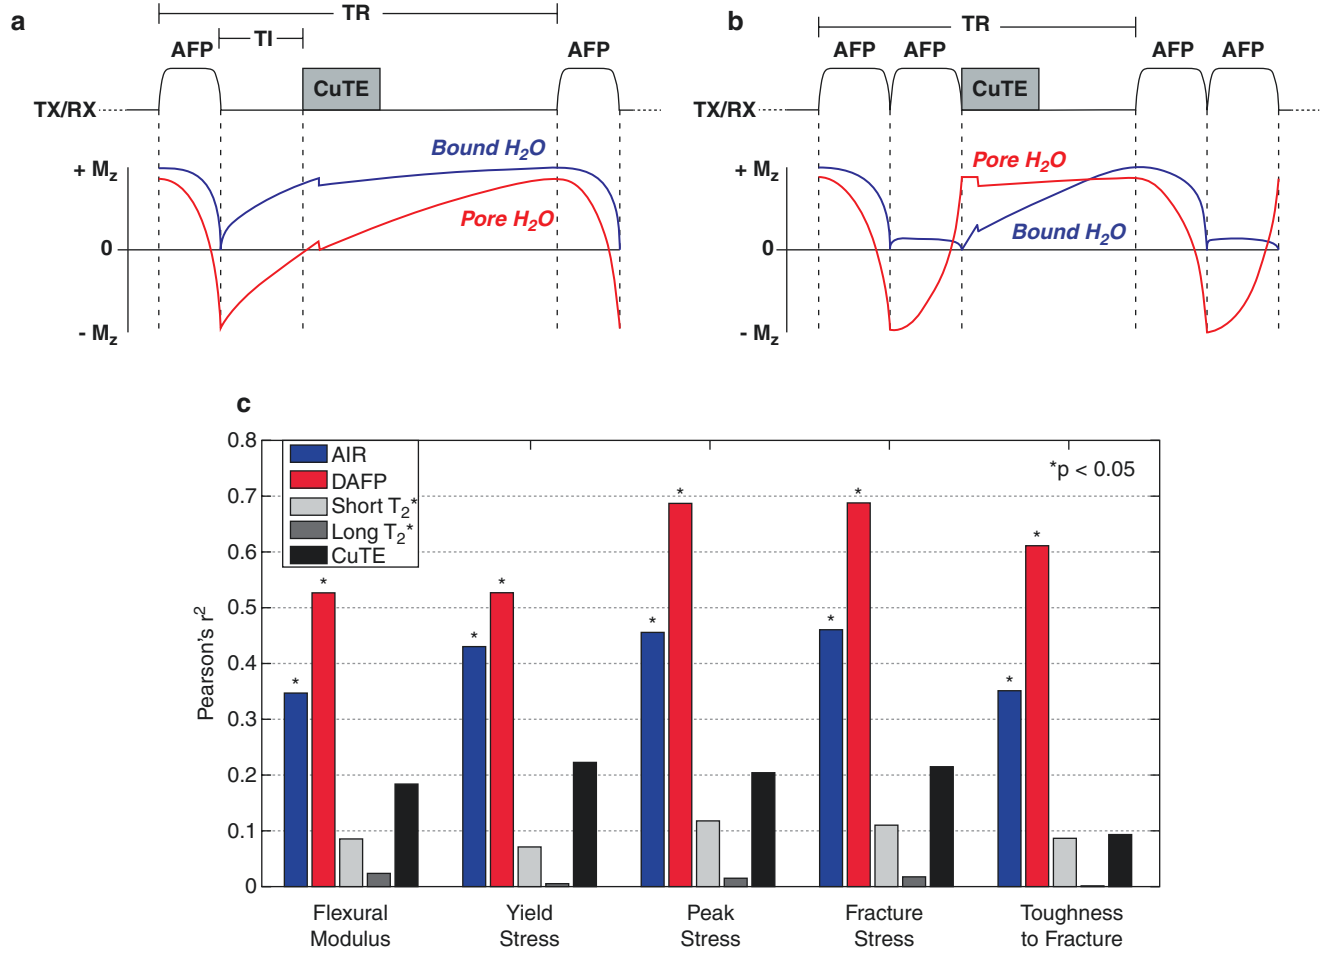 a
TR
TI
AFP
AFP
CuTE
TX/RX
+ Mz
0
- Mz
Bound H2O
Pore H2O
b
TR
AFP
AFP
AFP
AFP
CuTE
TX/RX
+ Mz
0
- Mz
Pore H2O
Bound H2O
c
0.8
0.7
0.6
0.5
0.4
0.3
0.2
0.1
0
Pearson's r2
AIR
DAFP
Short T2*
Long T2*
CuTE
*p < 0.05
* * * * * * * * * *
Flexural
Modulus
Yield
Stress
Peak
Stress
Fracture
Stress
Toughness
to Fracture